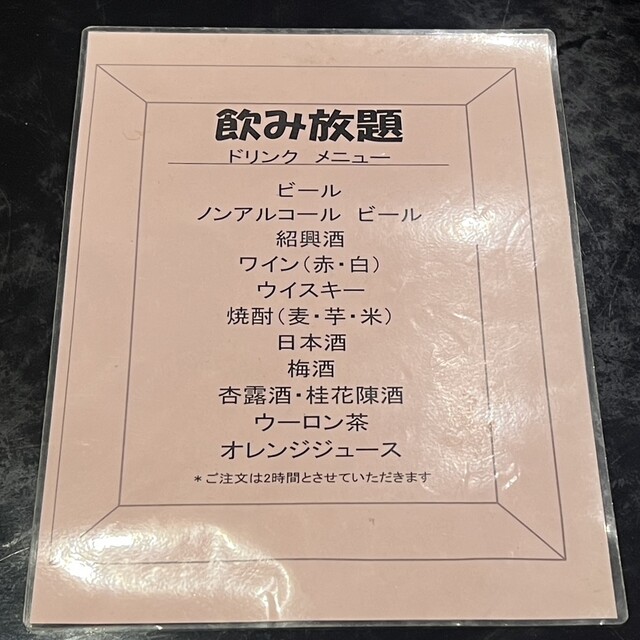 飲み放題
ドリンク メニュー
ビール
ノンアルコール ビール
紹興酒
ワイン(赤・白)
ウイスキー
焼酎(麦・芋・米)
日本酒
梅酒
杏露酒・桂花陳酒
ウーロン茶
オレンジジュース
*ご注文は2時間とさせていただきます